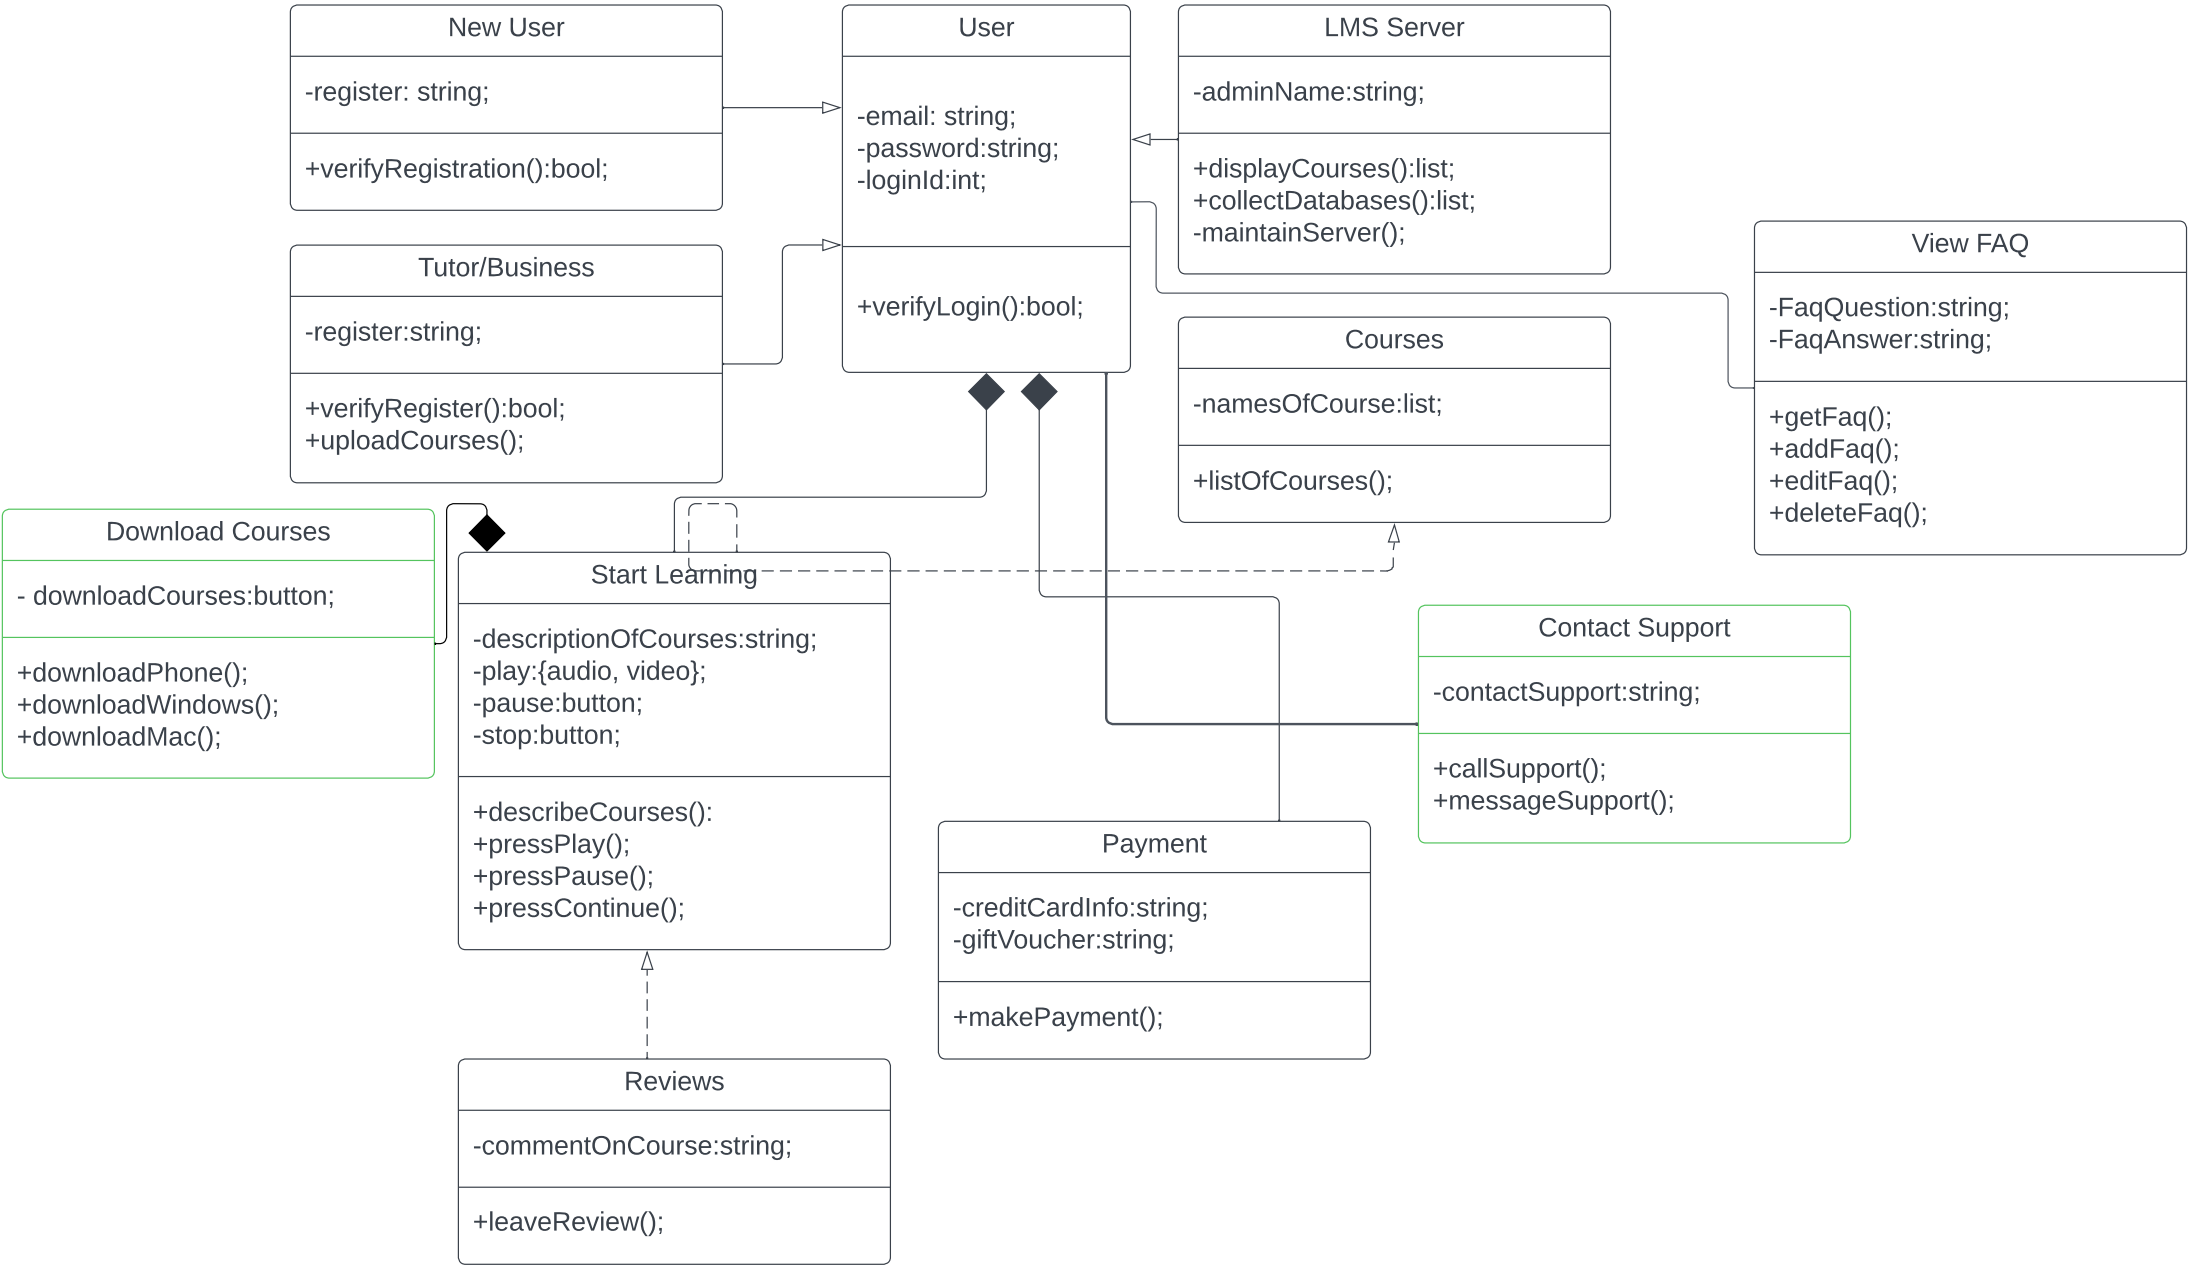 New User
-register: string;
+verifyRegistration():bool;
User
-email: string;
-password:string;
-loginId:int;
+verifyLogin():bool;
LMS Server
-adminName:string;
+displayCourses():list;
+collectDatabases():list;
-maintainServer();
View FAQ
-FaqQuestion:string;
-FaqAnswer:string;
+getFaq();
+addFaq();
+editFaq();
+deleteFaq();
Tutor/Business
-register:string;
+verifyRegister():bool;
+uploadCourses();
Courses
-namesOfCourse:list;
+listOfCourses();
Download Courses
- downloadCourses:button;
+downloadPhone();
+downloadWindows();
+downloadMac();
Start Learning
-descriptionOfCourses:string;
-play:{audio, video};
-pause:button;
-stop:button;
+describeCourses():
+pressPlay();
+pressPause();
+pressContinue();
Contact Support
-contactSupport:string;
+callSupport();
+messageSupport();
Payment
-creditCardInfo:string;
-giftVoucher:string;
+makePayment();
Reviews
-commentOnCourse:string;
+leaveReview();